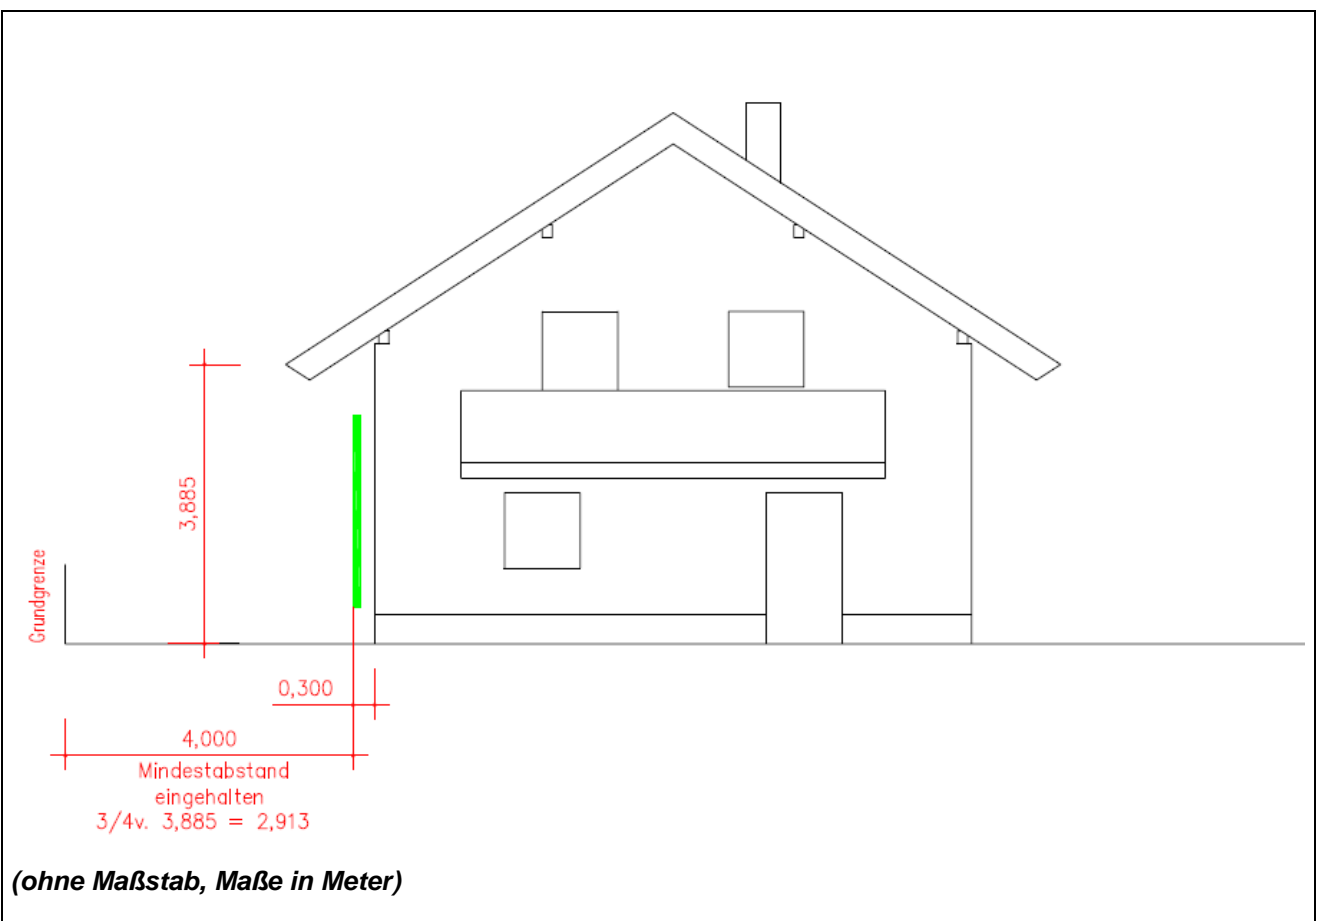 3,885
Grundgrenze
0,300
4,000
Mindestabstand
eingehalten
3/4v. 3,885 = 2,913
(ohne Maßstab, Maße in Meter)